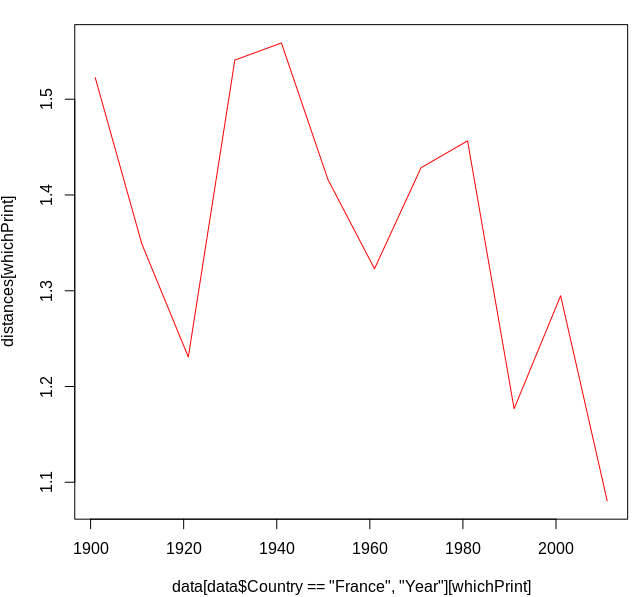 1.5
1.4
1.3
1.2
1.1
distances[whichPrint]
1900 1920 1940 1960 1980 2000
data[data$Country == "France", "Year"][whichPrint]